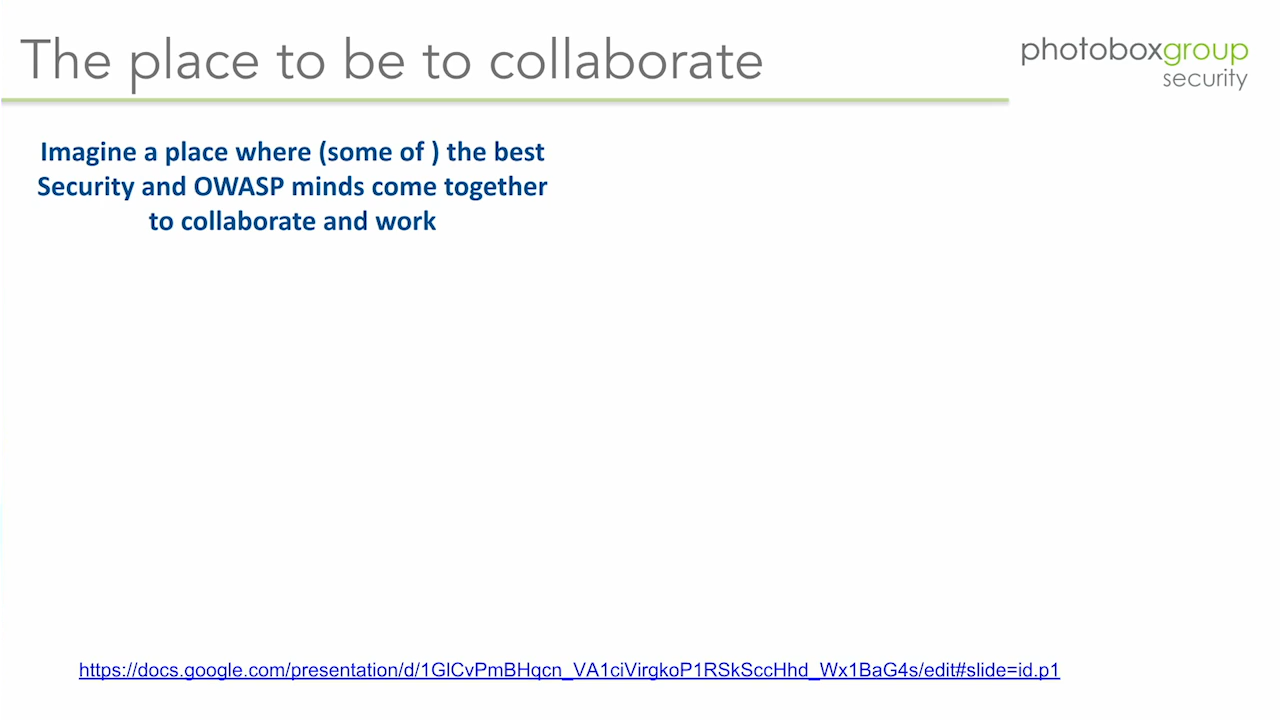 The place to be to collaborate
photoboxgroup
security
Imagine a place where (some of ) the best
Security and OWASP minds come together
to collaborate and work
https://docs.google.com/presentation/d/1GlCvPmBHqcn_VA1ciVirgkoP1RSkSccHhd_Wx1BaG4s/edit#slide=id.p1